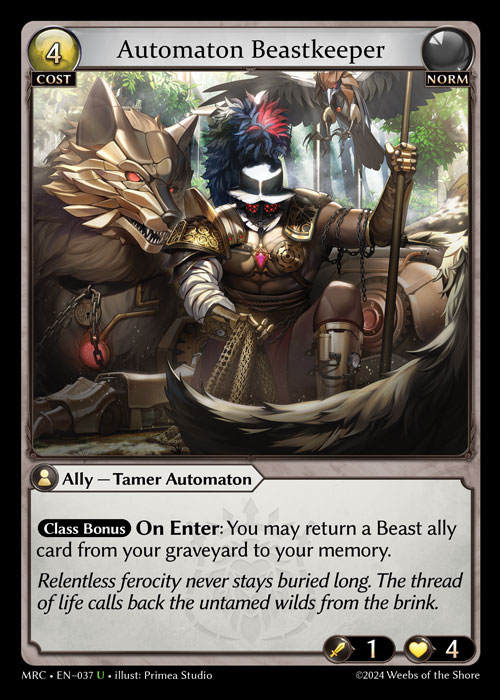 4
COST
Automaton Beastkeeper
NORM
Ally — Tamer Automaton
Class Bonus On Enter: You may return a Beast ally
card from your graveyard to your memory.
Relentless ferocity never stays buried long. The thread
of life calls back the untamed wilds from the brink.
1
4
MRC • EN–037 U • illust: Primea Studio
©2024 Weebs of the Shore